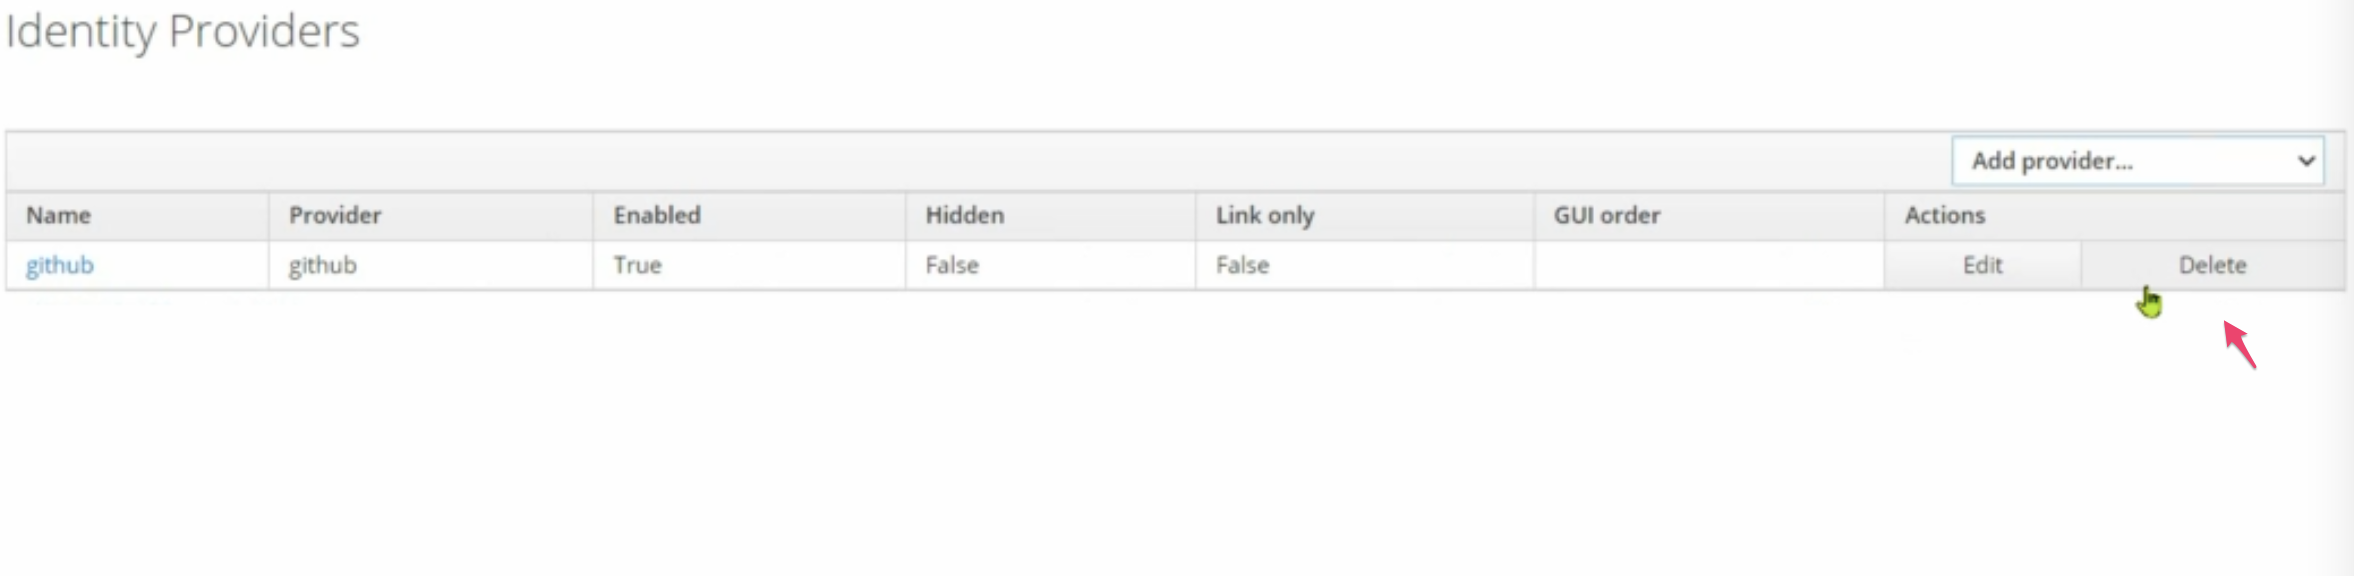 Identity Providers
Add provider...
Name Provider Enabled Hidden Link only GUI order Actions
github github True False False Edit Delete